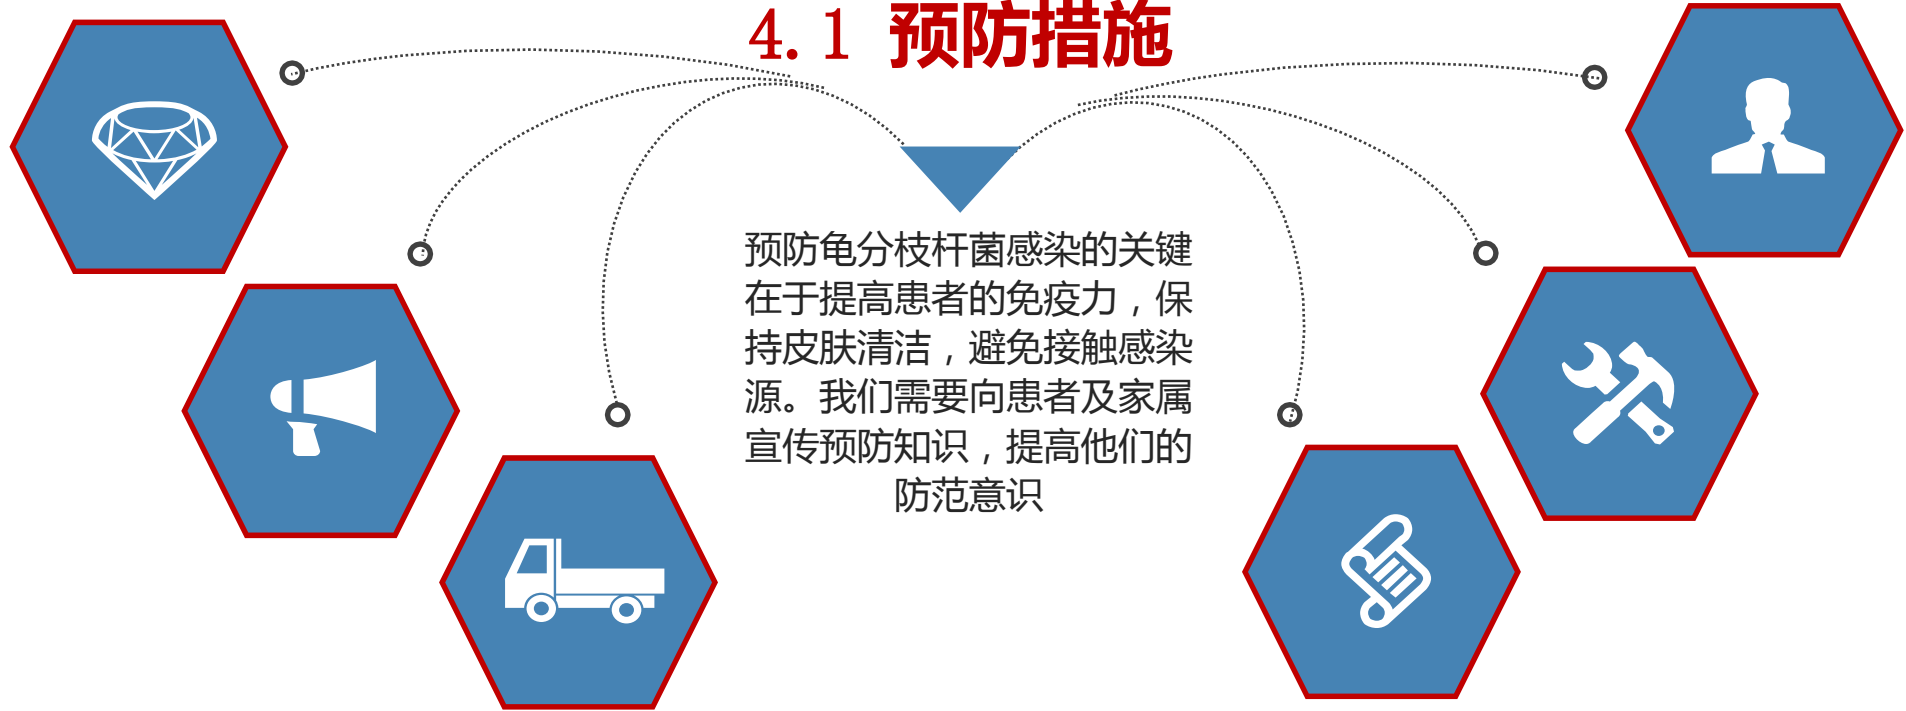 4.1 预防措施
预防龟分枝杆菌感染的关键
在于提高患者的免疫力，保
持皮肤清洁，避免接触感染
源。我们需要向患者及家属
宣传预防知识，提高他们的
防范意识